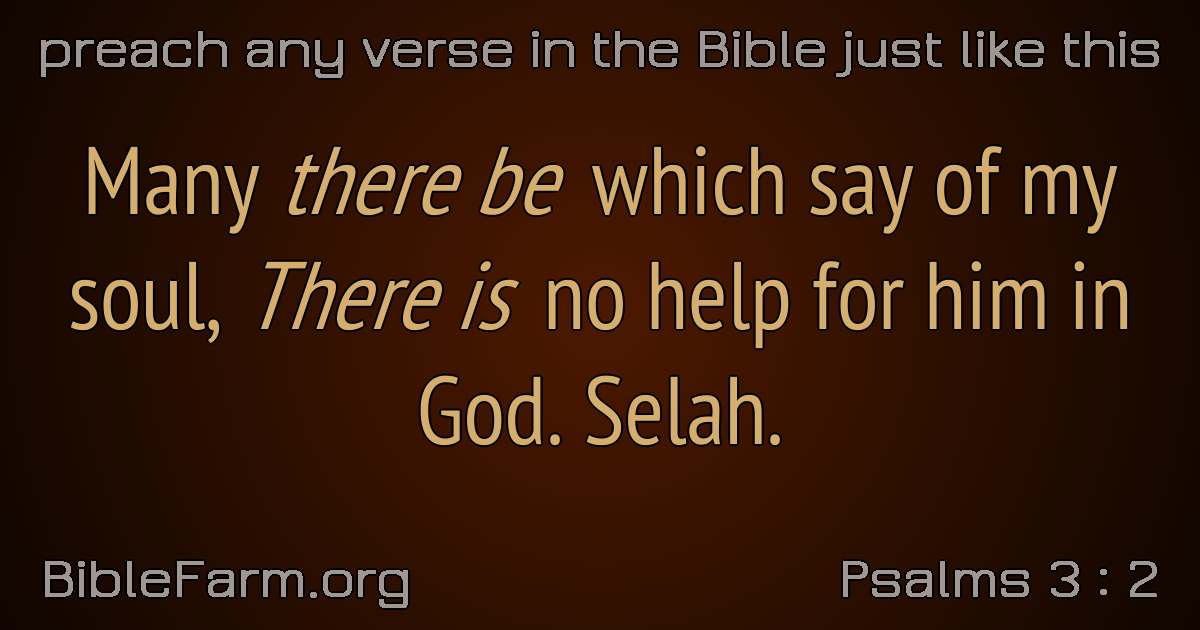 preach any verse in the Bible just like this
Many there be which say of my
soul, There is no help for him in
God. Selah.
BibleFarm.org
Psalms 3 : 2